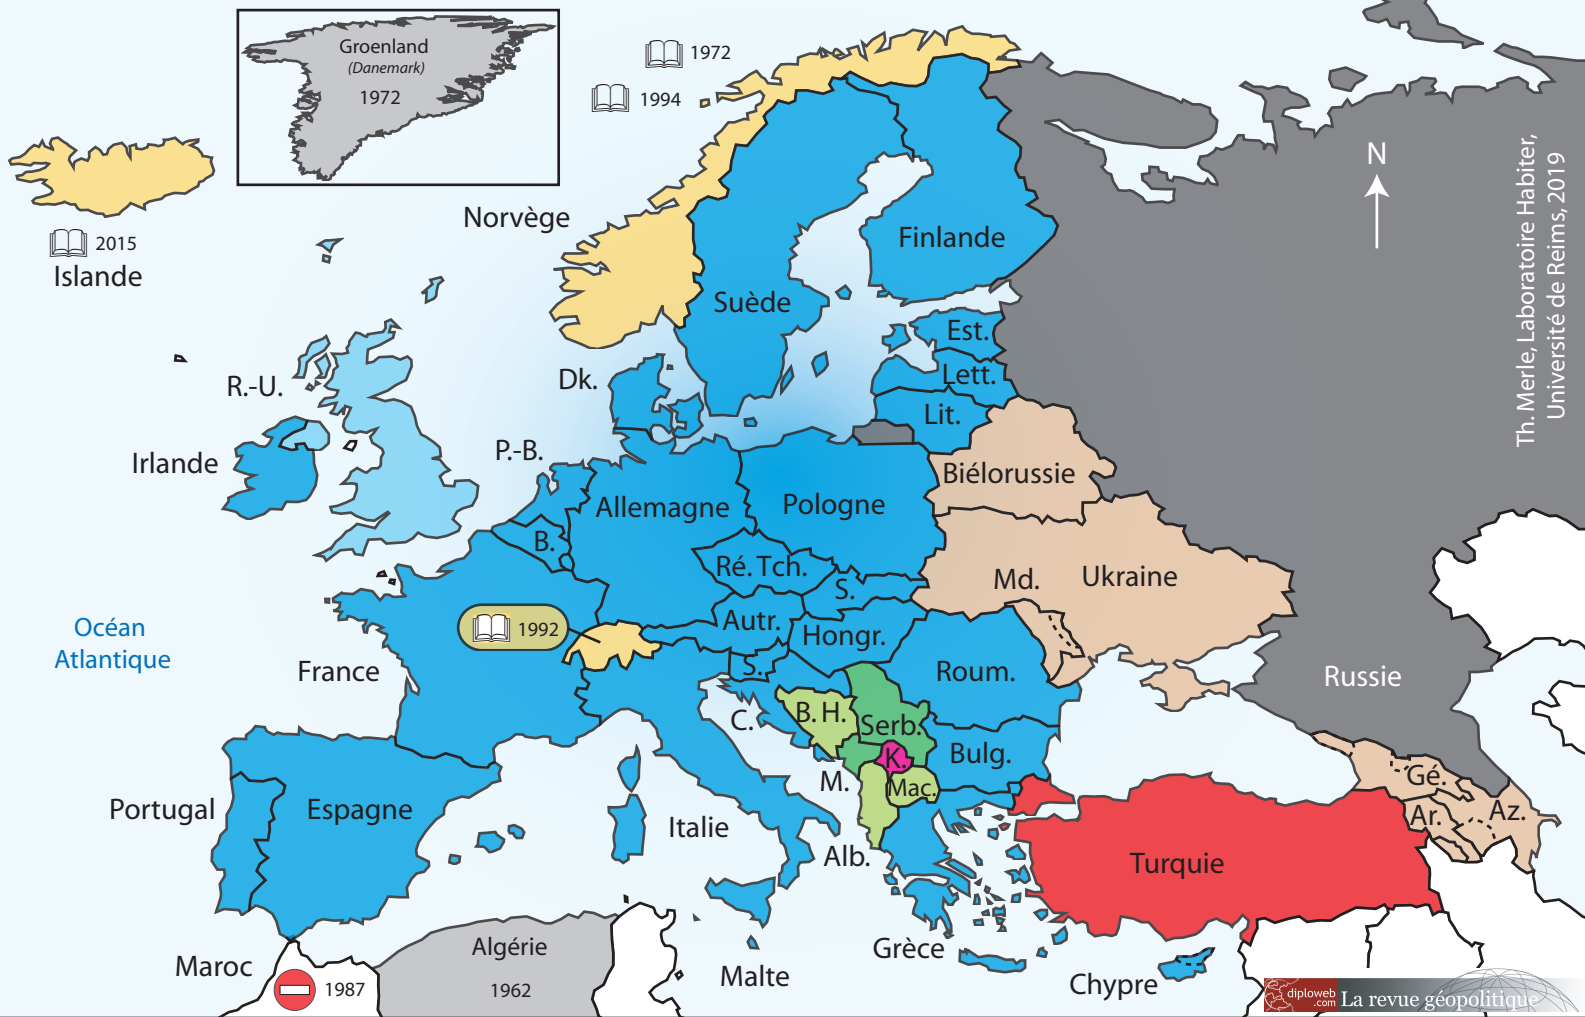 Groenland
(Danemark)
1972
1972
1994
2015
Islande
Norvège
N
Th. Merle, Laboratoire Habiter,
Université de Reims, 2019
Finlande
Suède
Est.
Lett.
Lit.
Dk.
R.-U.
Irlande
P.-B.
Biélorussie
Allemagne
Pologne
B.
Ré. Tch.
S.
Md.
Ukraine
Océan
Atlantique
1992
Autr.
Hongr.
France
S.
Roum.
Russie
C.
B. H.
Serb.
Bulg.
K.
M.
Mac.
Gé.
Ar.
Az.
Portugal
Espagne
Italie
Alb.
Turquie
Grèce
Malte
Chypre
Maroc
1987
Algérie
1962
diploweb
.com
La revue géopolitique